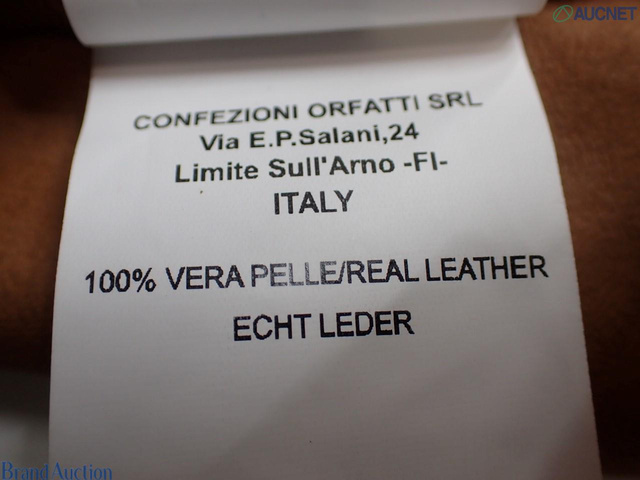 AUCNET
CONFEZIONI ORFATTI SRL
Via E.P.Salani,24
Limite Sull'Arno -FI-
ITALY
100% VERA PELLE/REAL LEATHER
ECHT LEDER
Brand Auction